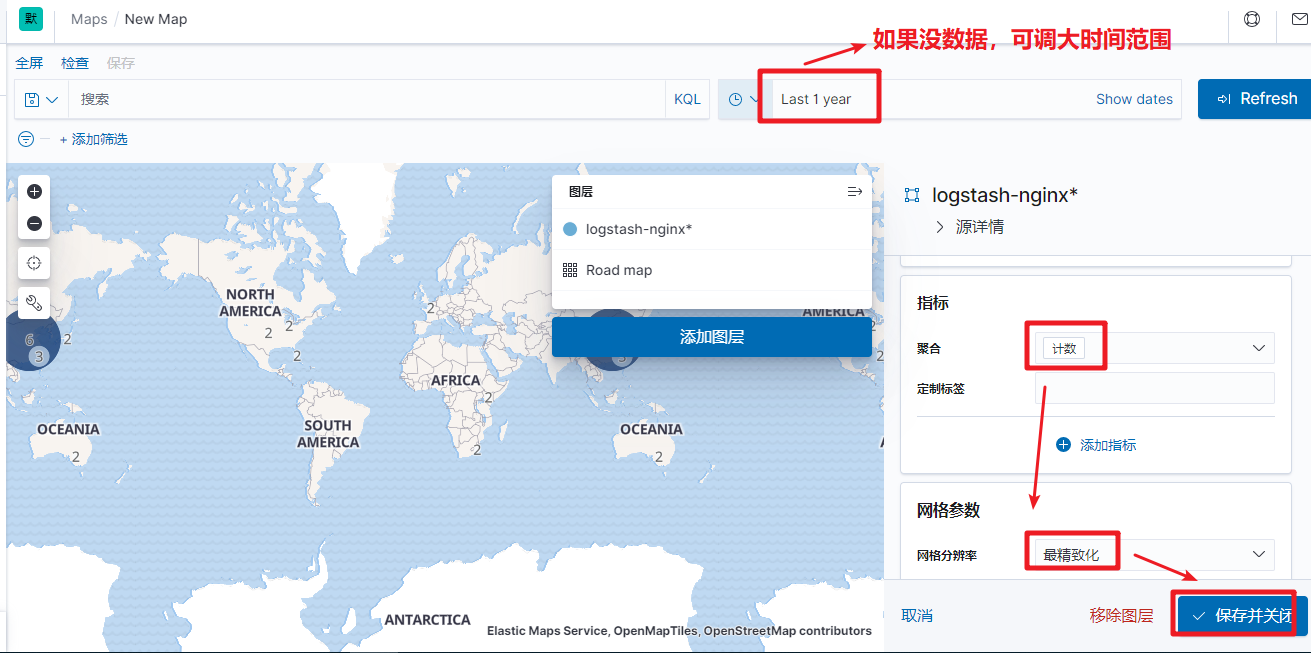 默 Maps / New Map
如果没数据，可调大时间范围
全屏 检查 保存
搜索 KQL Last 1 year Show dates Refresh
+ 添加筛选
图层
logstash-nginx*
Road map
添加图层
NORTH
AMERICA
2
2
2
2
2
6
3
2
AMERICA
2
3
2
AFRICA
2
2
SOUTH
AMERICA
OCEANIA
2
OCEANIA
2
A
ANTARCTICA
Elastic Maps Service, OpenMapTiles, OpenStreetMap contributors
logstash-nginx*
源详情
指标
聚合 计数
定制标签
添加指标
网格参数
网格分辨率 最精致化
取消 移除图层 保存并关闭